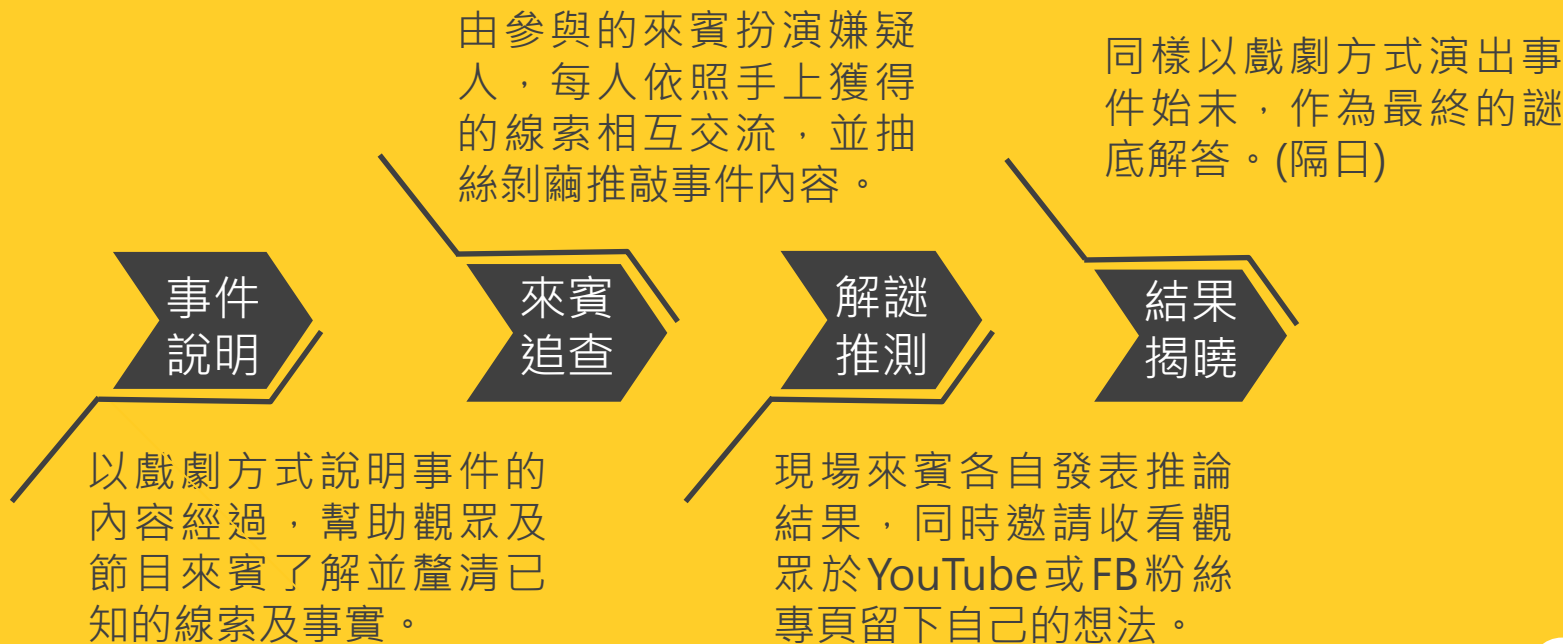 由參與的來賓扮演嫌疑
人，每人依照手上獲得
的線索相互交流，並抽
絲剝繭推敲事件內容。
同樣以戲劇方式演出事
件始末，作為最終的謎
底解答。(隔日)
事件
說明
來賓
追查
解謎
推測
結果
揭曉
以戲劇方式說明事件的
內容經過，幫助觀眾及
節目來賓了解並釐清已
知的線索及事實。
現場來賓各自發表推論
結果，同時邀請收看觀
眾於YouTube或FB粉絲
專頁留下自己的想法。